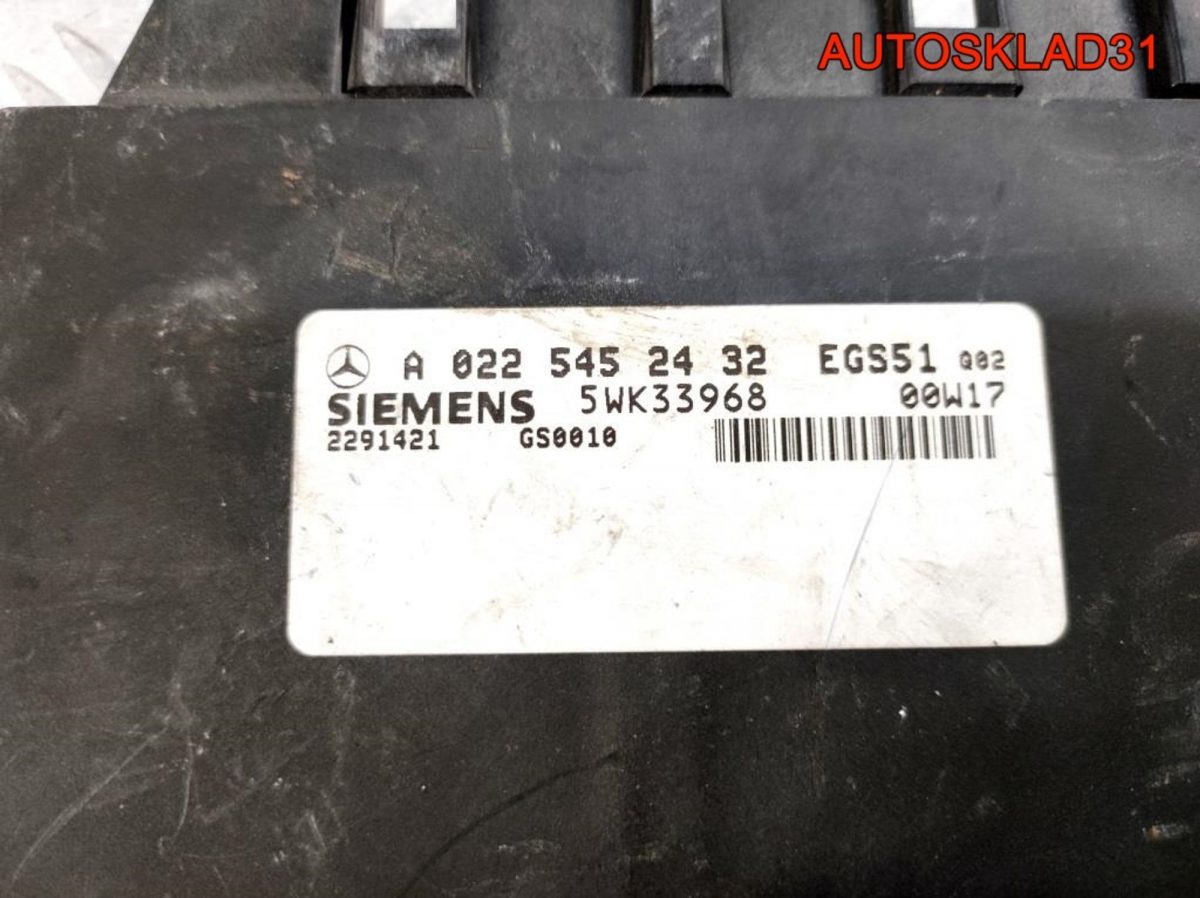 AUTOSKLAD31
A 022 545 24 32 EGS51 Q02
SIEMENS 5WK33968 00W17
2291421 GS0010